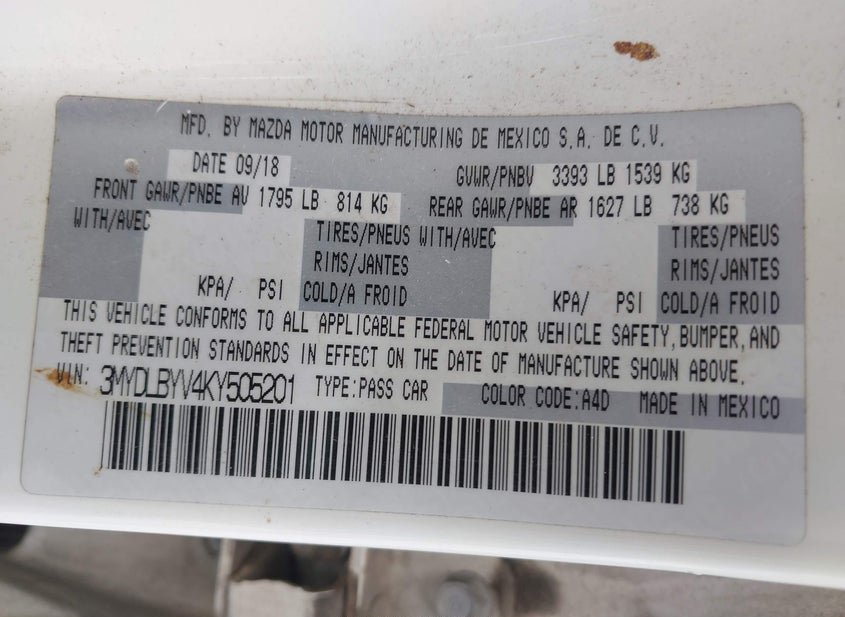 MFD. BY MAZDA MOTOR MANUFACTURING DE MEXICO S.A. DE C.V.
DATE 09/18 GVWR/PNBV 3393 LB 1539 KG
FRONT GAWR/PNBE AV 1795 LB 814 KG REAR GAWR/PNBE AR 1627 LB 738 KG
WITH/AVEC TIRES/PNEUS WITH/AVEC TIRES/PNEUS
RIMS/JANTES RIMS/JANTES
KPA/ PSI COLD/A FROID KPA/ PSI COLD/A FROID
THIS VEHICLE CONFORMS TO ALL APPLICABLE FEDERAL MOTOR VEHICLE SAFETY, BUMPER, AND
THEFT PREVENTION STANDARDS IN EFFECT ON THE DATE OF MANUFACTURE SHOWN ABOVE.
VIN: 3MYDLBYV4KY505201 TYPE:PASS CAR COLOR CODE:A4D MADE IN MEXICO